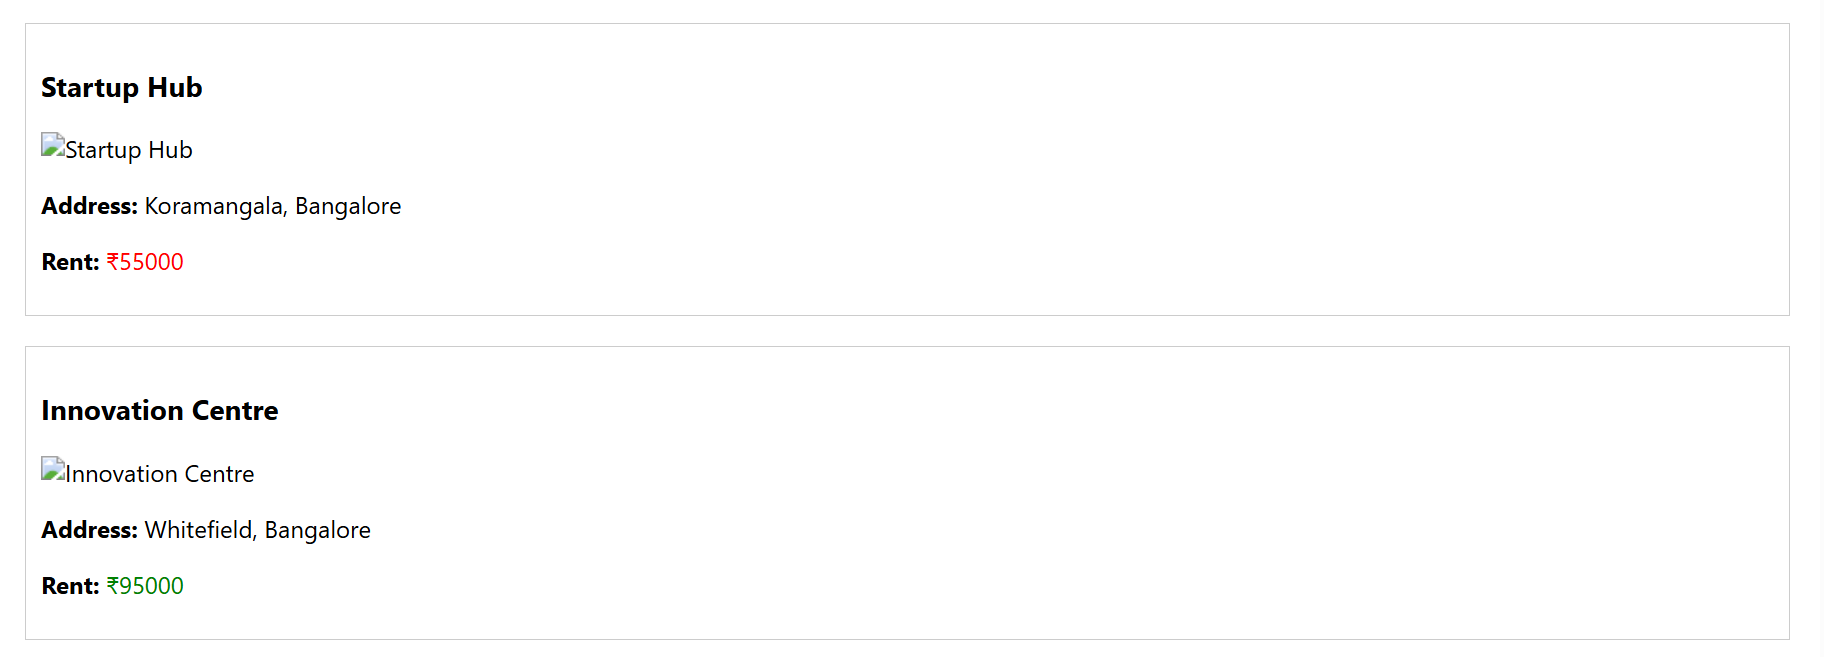 Startup Hub
Startup Hub
Address: Koramangala, Bangalore
Rent: ₹55000
Innovation Centre
Innovation Centre
Address: Whitefield, Bangalore
Rent: ₹95000